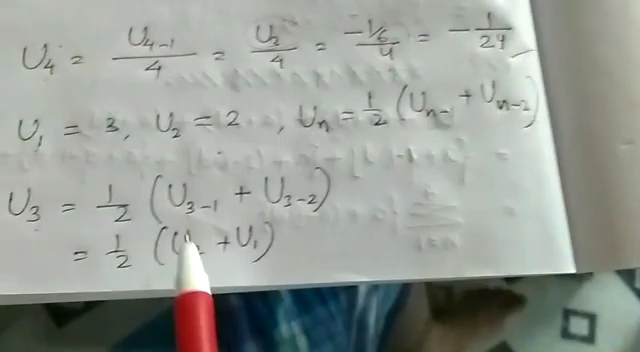 U₄ = U₄₋₁/4 = U₃/4 = (-1/6)/4 = -1/24
U₁ = 3, U₂ = 2, Uₙ = 1/2 (Uₙ₋₁ + Uₙ₋₂)
U₃ = 1/2 (U₃₋₁ + U₃₋₂)
= 1/2 (U₂ + U₁)